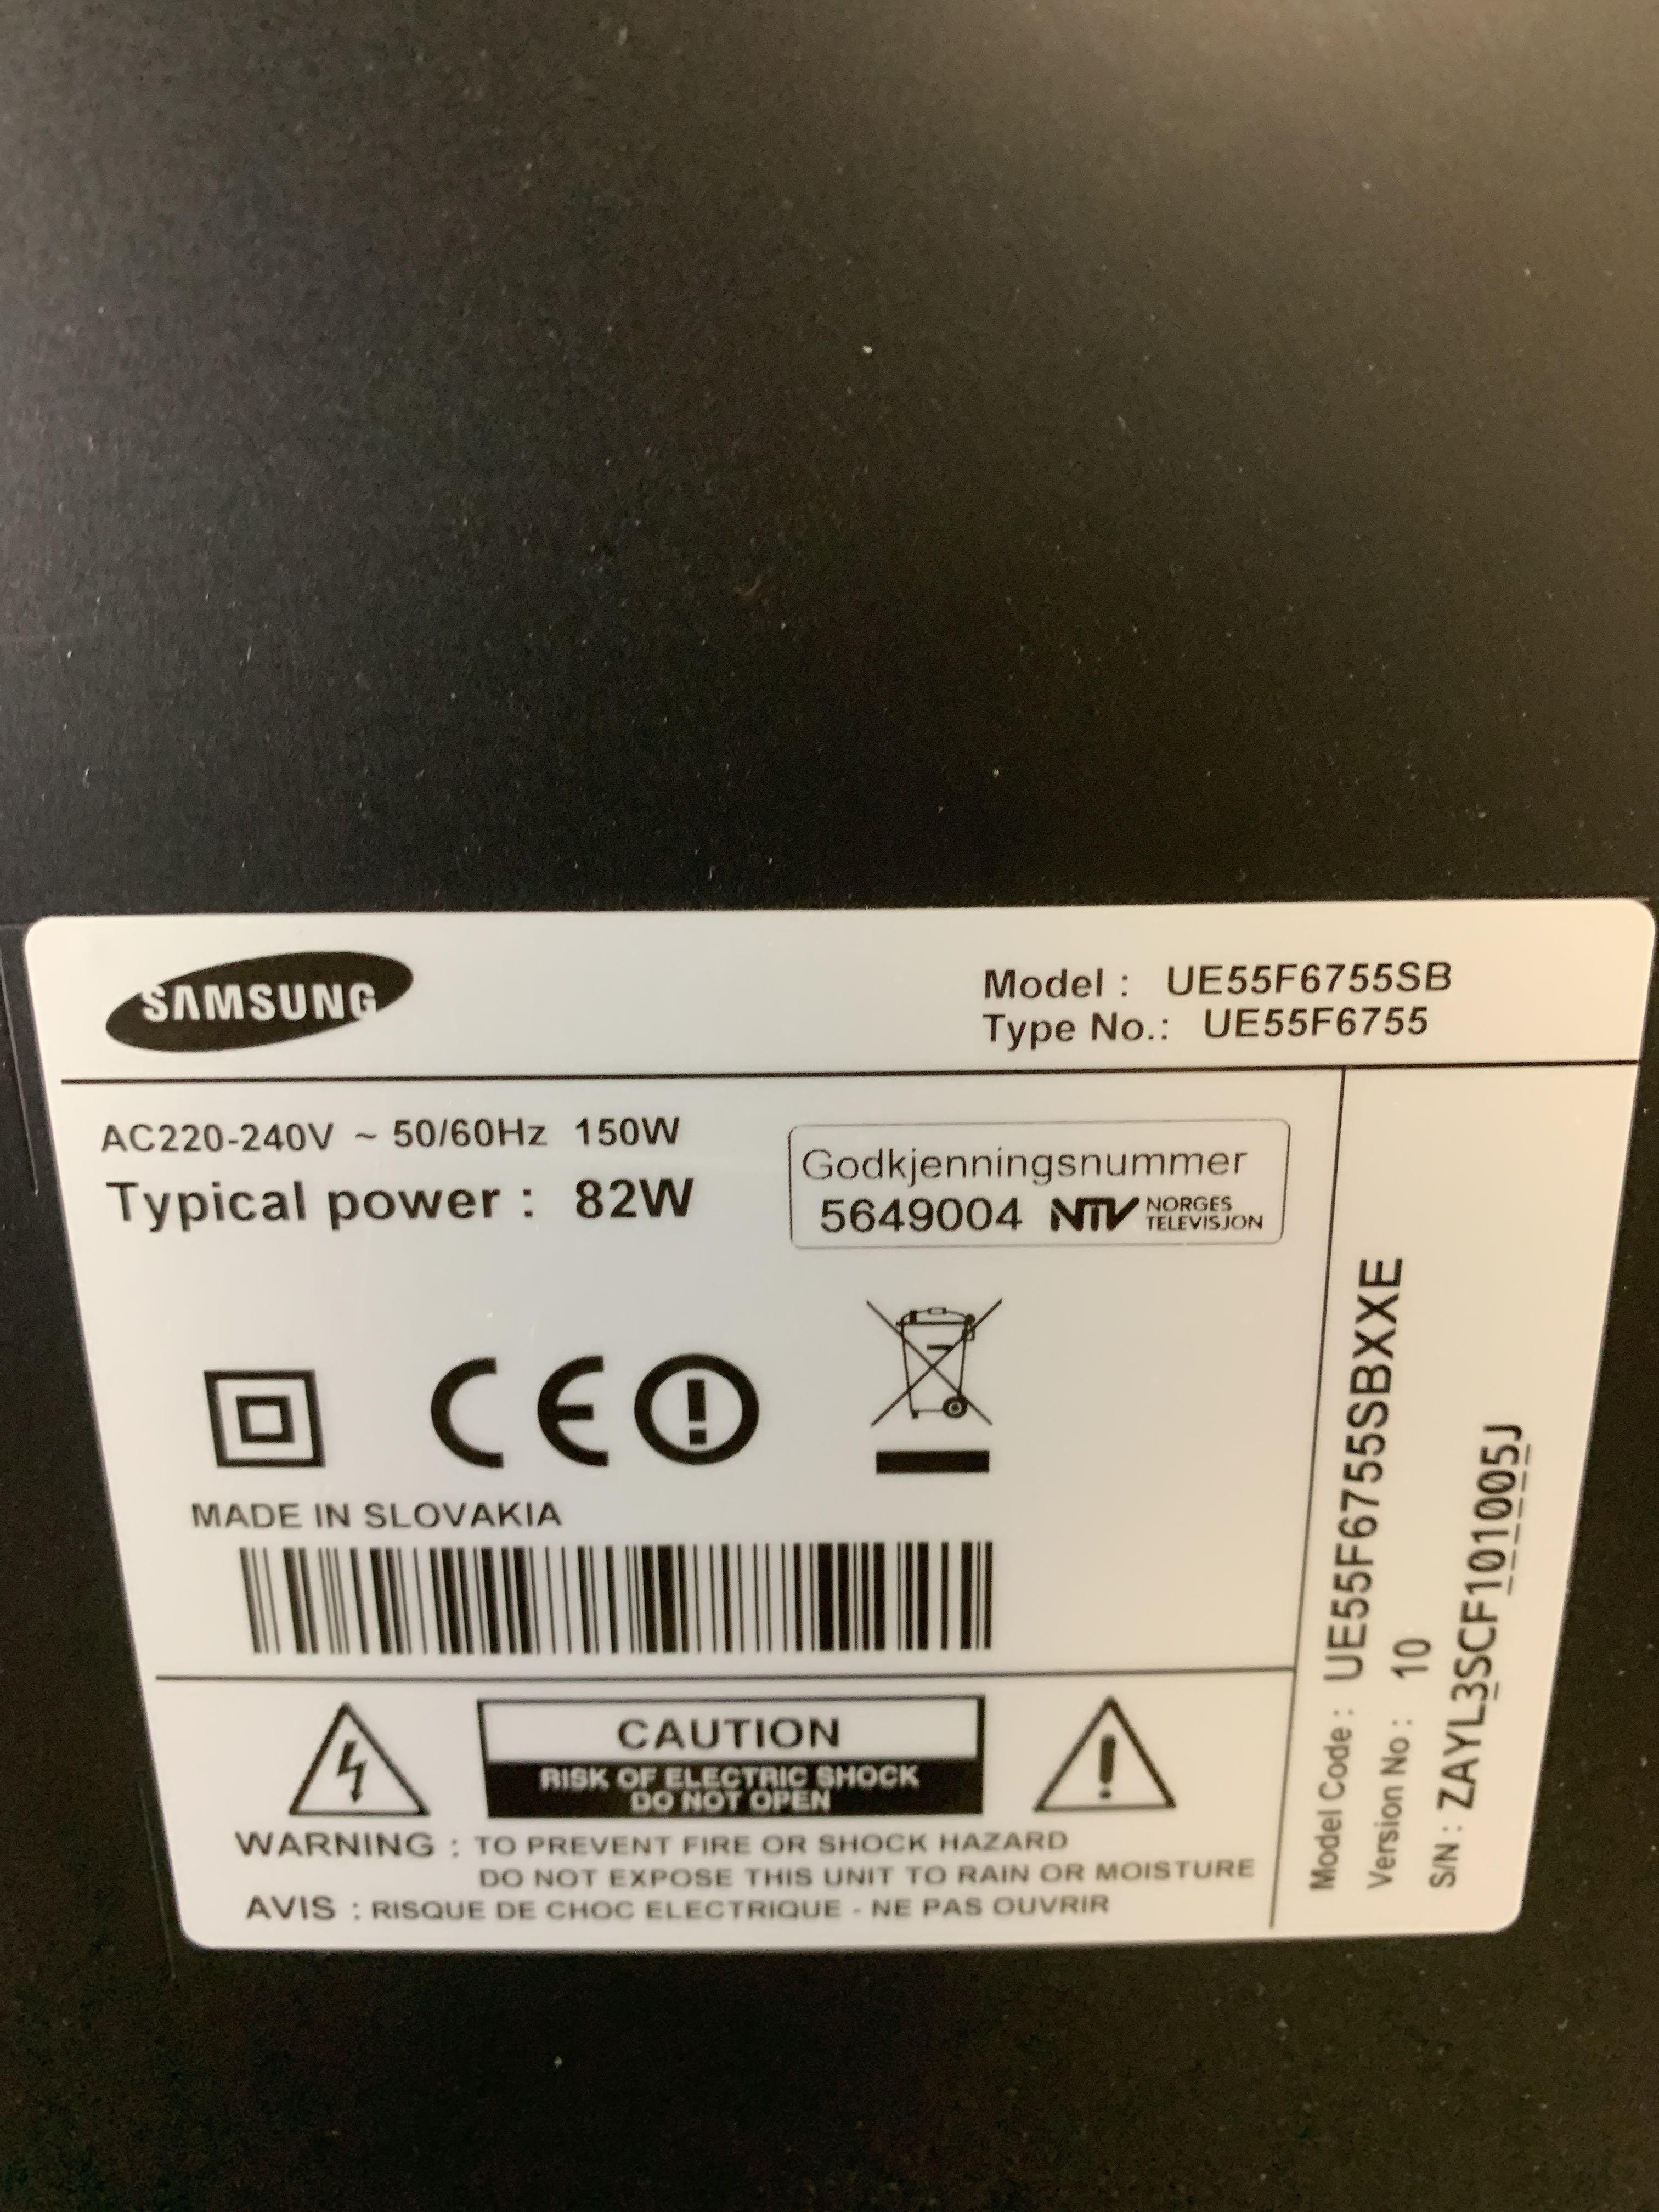 SAMSUNG
Model : UE55F6755SB
Type No.: UE55F6755
AC220-240V ~ 50/60Hz 150W
Typical power : 82W
Godkjenningsnummer
5649004 NTV NORGES TELEVISJON
CE
MADE IN SLOVAKIA
CAUTION
RISK OF ELECTRIC SHOCK
DO NOT OPEN
WARNING : TO PREVENT FIRE OR SHOCK HAZARD
DO NOT EXPOSE THIS UNIT TO RAIN OR MOISTURE
AVIS : RISQUE DE CHOC ELECTRIQUE - NE PAS OUVRIR
Model Code : UE55F6755SBXXE
Version No : 10
S/N : ZAYL3SCF101005J